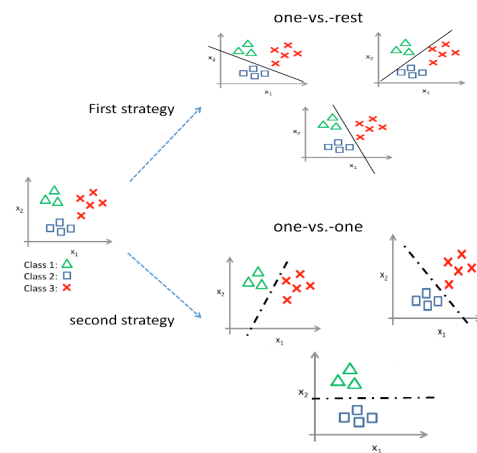 one-vs.-rest
x₂
x₁
x₂
x₁
First strategy
x₂
x₁
x₂
x₁
Class 1:
Class 2:
Class 3:
one-vs.-one
x₂
x₁
x₂
x₁
second strategy
x₂
x₁